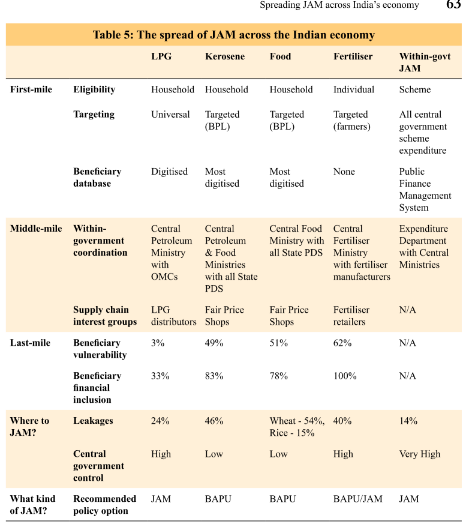 Spreading JAM across India's economy 63
Table 5: The spread of JAM across the Indian economy
LPG Kerosene Food Fertiliser Within-govt
JAM
First-mile Eligibility Household Household Household Individual Scheme
Targeting Universal Targeted Targeted Targeted All central
(BPL) (BPL) (farmers) government
scheme
expenditure
Beneficiary Digitised Most Most None Public
database digitised digitised Finance
Management
System
Middle-mile Within- Central Central Central Food Central Expenditure
government Petroleum Petroleum Ministry with Fertiliser Department
coordination Ministry & Food all State PDS Ministry with Central
with Ministries with fertiliser Ministries
OMCs with all State manufacturers
PDS
Supply chain LPG Fair Price Fair Price Fertiliser N/A
interest groups distributors Shops Shops retailers
Last-mile Beneficiary 3% 49% 51% 62% N/A
vulnerability
Beneficiary 33% 83% 78% 100% N/A
financial
inclusion
Where to Leakages 24% 46% Wheat - 54%, 40% 14%
JAM? Rice - 15%
Central High Low Low High Very High
government
control
What kind Recommended JAM BAPU BAPU BAPU/JAM JAM
of JAM? policy option